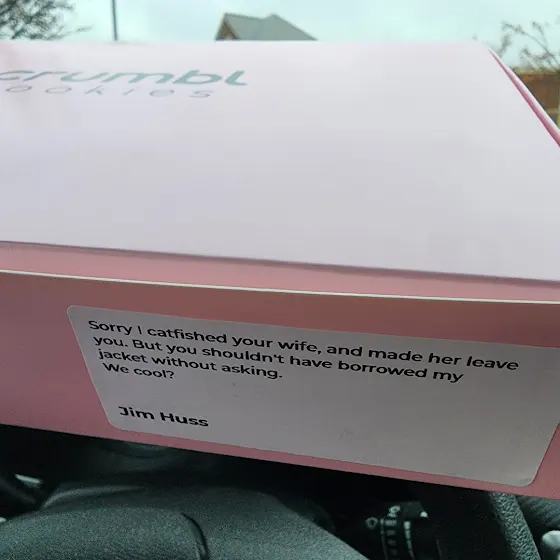 crumbl
cookies
Sorry I catfished your wife, and made her leave
you. But you shouldn't have borrowed my
jacket without asking.
We cool?
Jim Huss